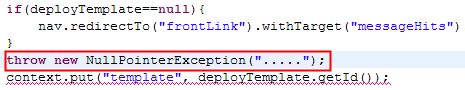 if(deployTemplate==null){
nav.redirectTo("frontLink").withTarget("messageHits")
}
throw new NullPointerException(".....");
context.put("template", deployTemplate.getId());